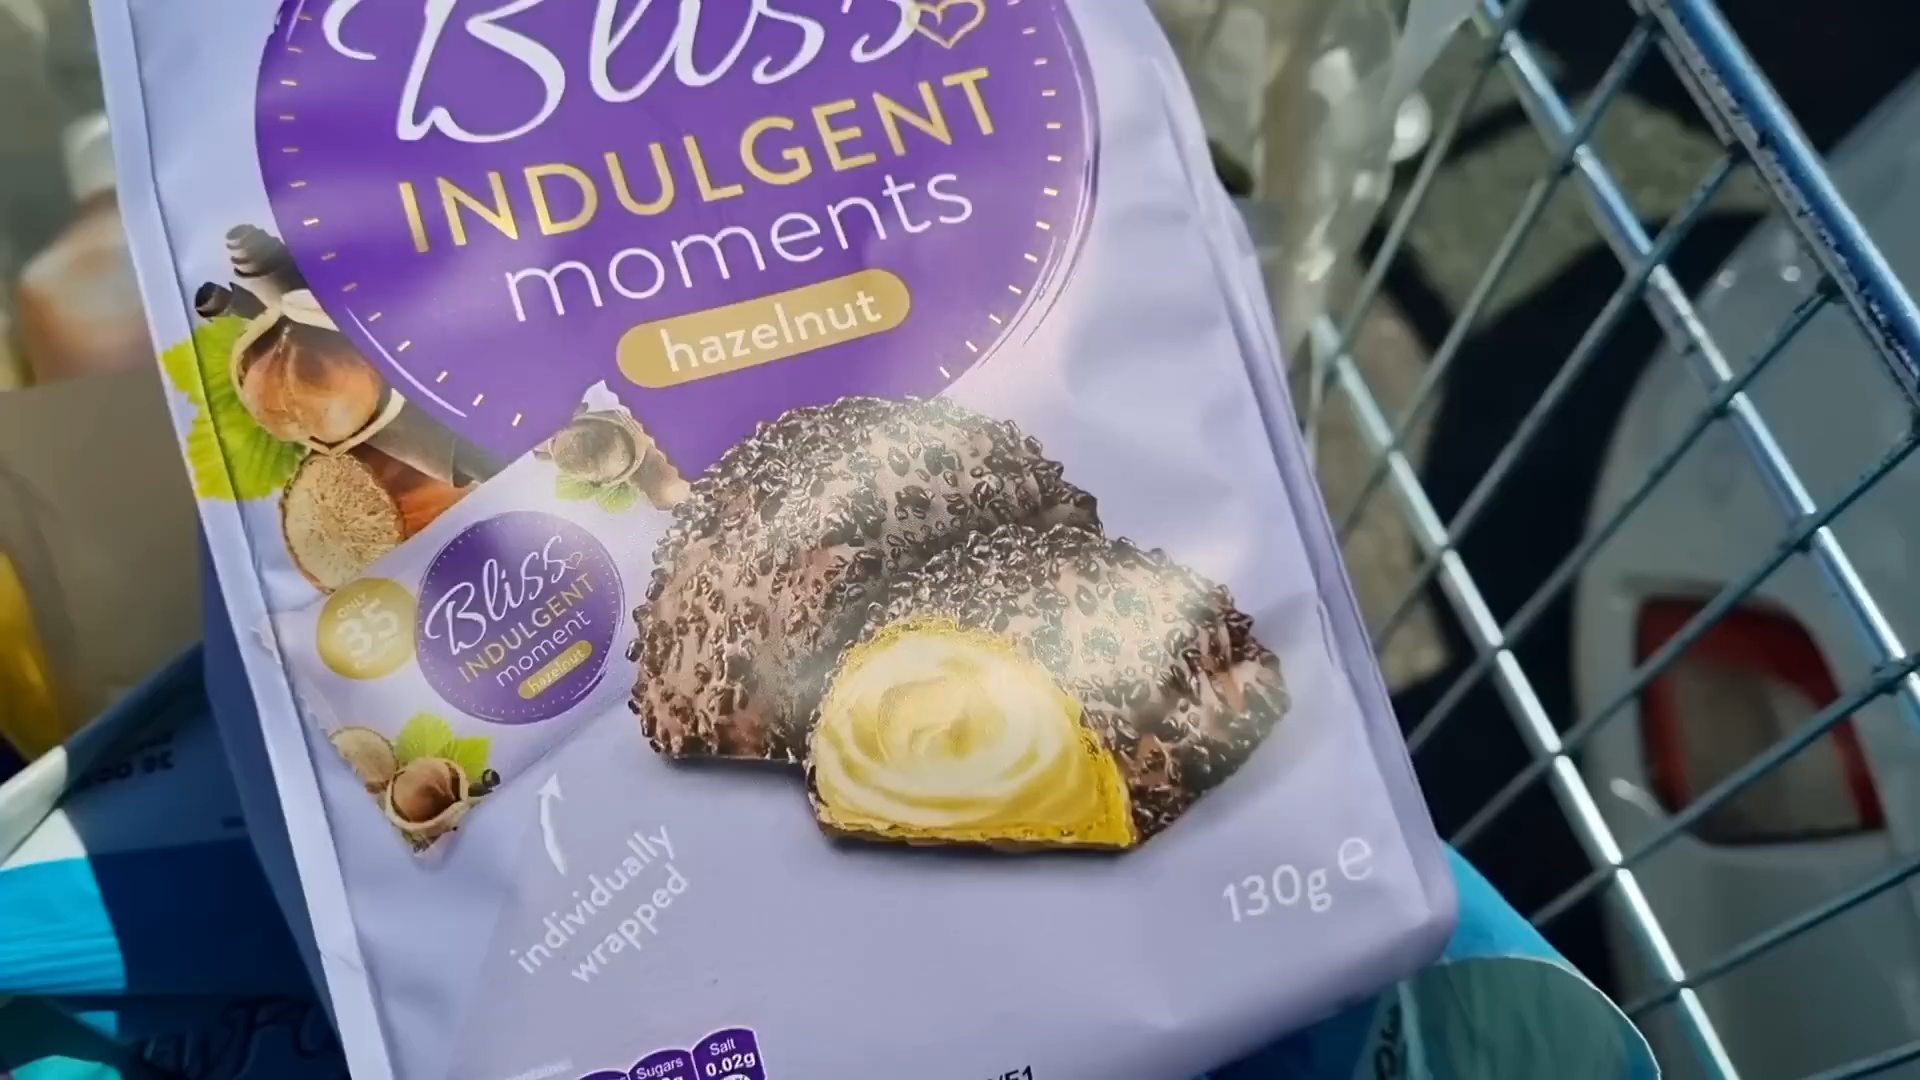 Bliss
INDULGENT
moments
hazelnut
ONLY
35
Bliss
INDULGENT
moment
hazelnut
individually
wrapped
130g e
Sugars
Salt
0.02g